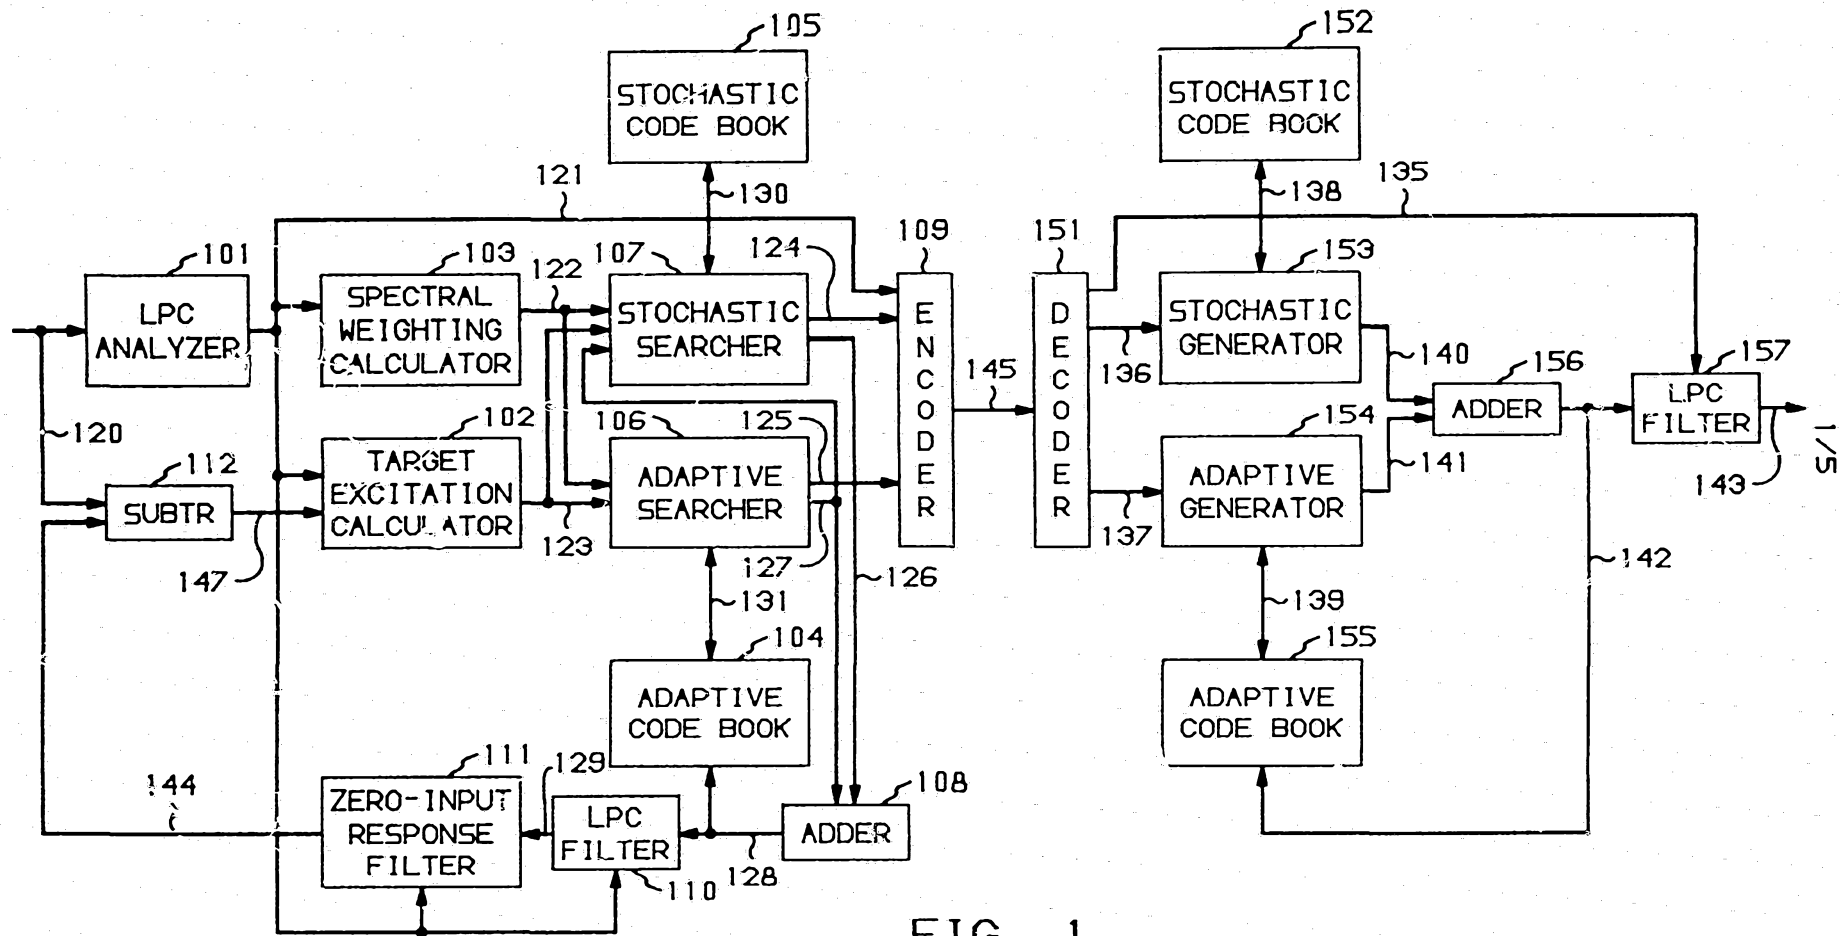 105
STOCHASTIC
CODE BOOK
152
STOCHASTIC
CODE BOOK
121
130
138
135
101
LPC
ANALYZER
103
SPECTRAL
WEIGHTING
CALCULATOR
122
107
STOCHASTIC
SEARCHER
124
109
ENCODER
151
DECODER
153
STOCHASTIC
GENERATOR
140
145
136
156
ADDER
157
LPC
FILTER
143
1/5
120
112
SUBTR
147
102
TARGET
EXCITATION
CALCULATOR
123
106
ADAPTIVE
SEARCHER
125
127
126
154
ADAPTIVE
GENERATOR
141
137
142
131
139
104
ADAPTIVE
CODE BOOK
155
ADAPTIVE
CODE BOOK
144
111
ZERO-INPUT
RESPONSE
FILTER
129
LPC
FILTER
110
128
108
ADDER
FIG. 1